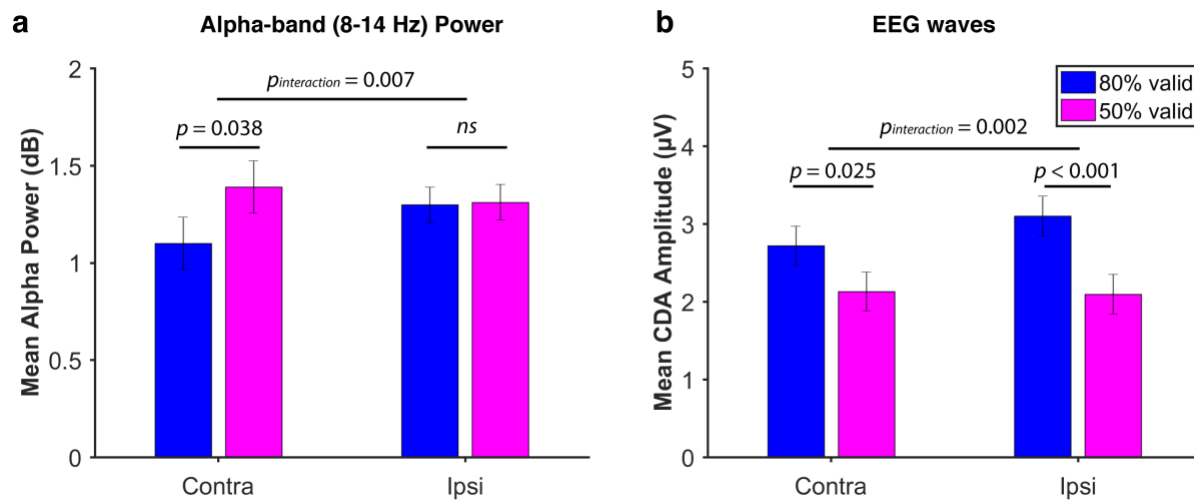 a
Alpha-band (8-14 Hz) Power
Mean Alpha Power (dB)
2
1.5
1
0.5
0
pinteraction = 0.007
p = 0.038
ns
Contra
Ipsi
b
EEG waves
Mean CDA Amplitude (µV)
5
4
3
2
1
0
80% valid
50% valid
pinteraction = 0.002
p = 0.025
p < 0.001
Contra
Ipsi